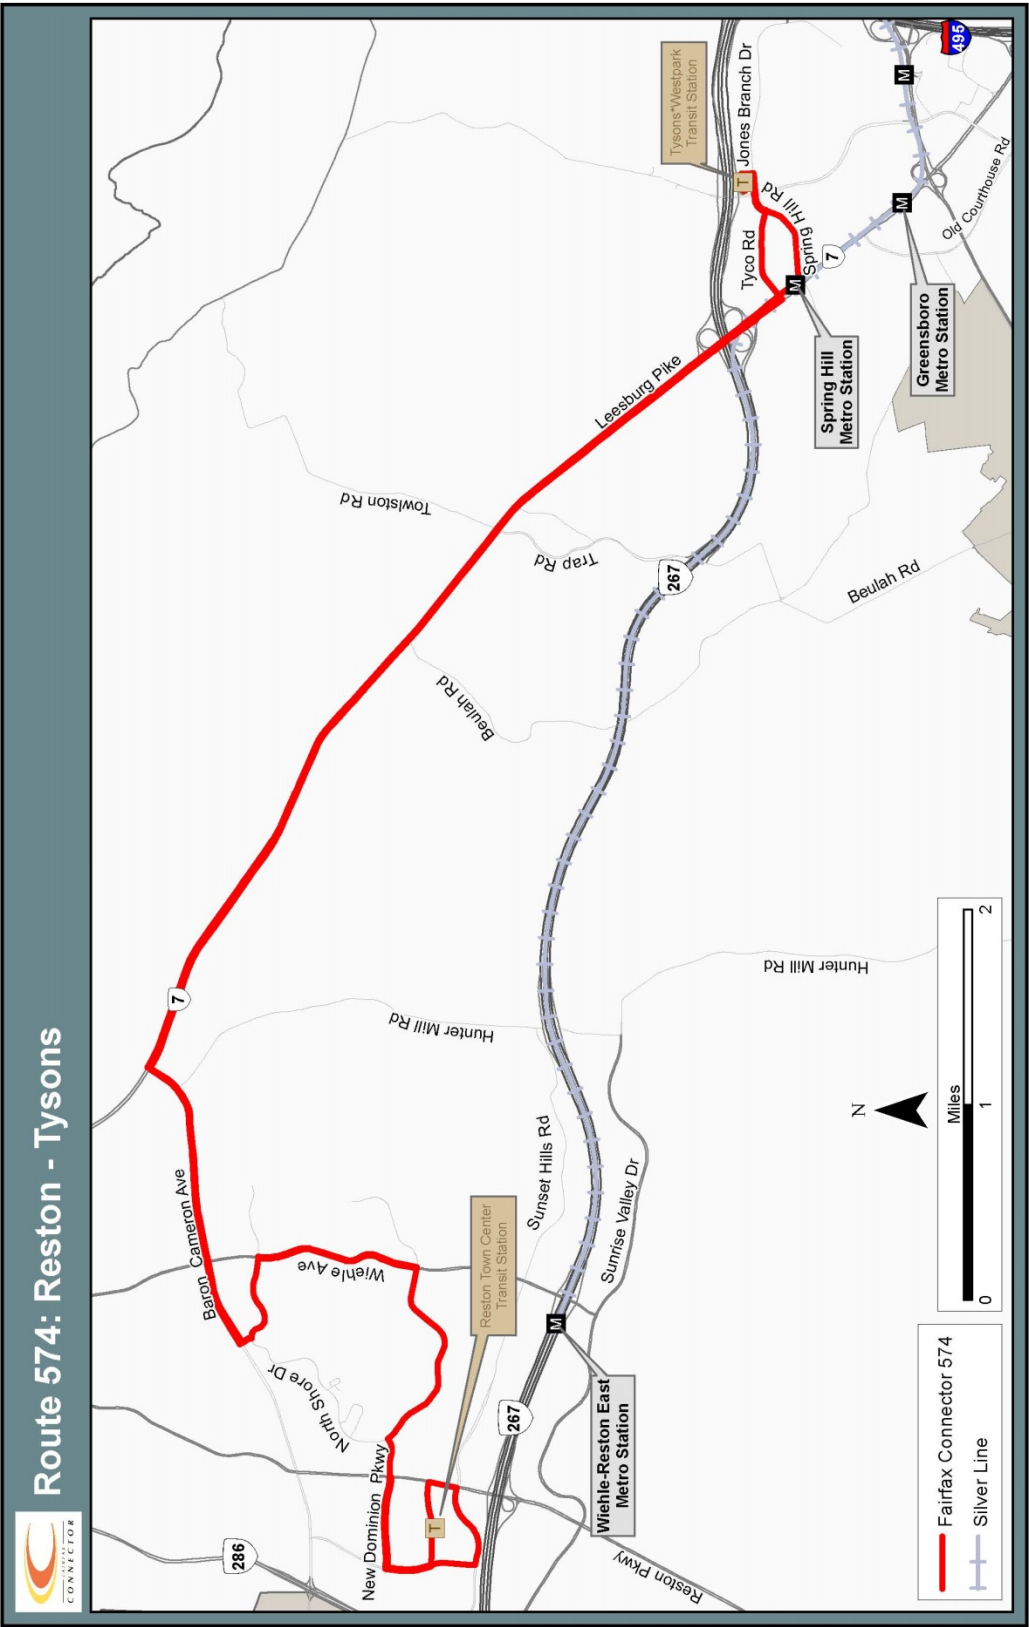 FAIRFAX
CONNECTOR
Route 574: Reston - Tysons
286
7
Baron Cameron Ave
North Shore Dr
Wiehle Ave
New Dominion Pkwy
T
Reston Town Center
Transit Station
Hunter Mill Rd
Sunset Hills Rd
Sunrise Valley Dr
267
M
Wiehle-Reston East
Metro Station
Reston Pkwy
Hunter Mill Rd
Beulah Rd
Towlston Rd
Trap Rd
Leesburg Pike
267
Beulah Rd
Tysons*Westpark
Transit Station
T
Jones Branch Dr
Spring Hill Rd
Tyco Rd
M
7
Spring Hill
Metro Station
M
Greensboro
Metro Station
M
Old Courthouse Rd
495
N
Miles
0 1 2
Fairfax Connector 574
Silver Line